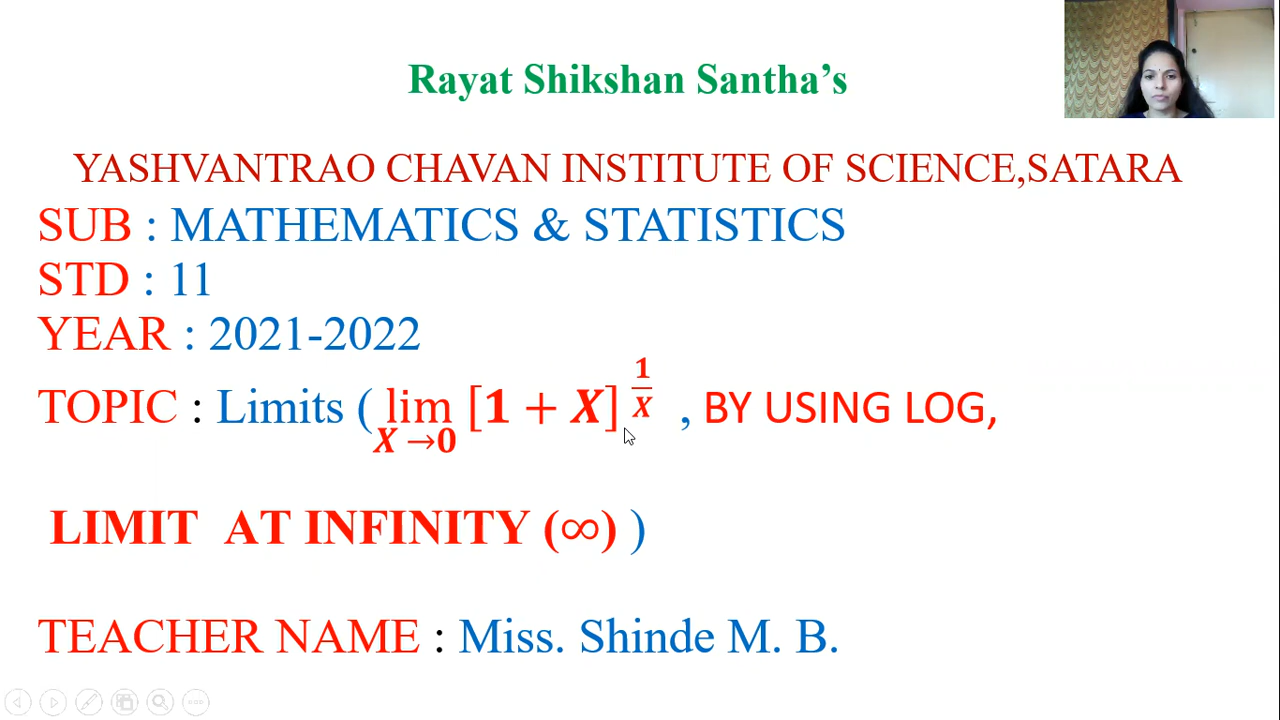 Rayat Shikshan Santha’s
YASHVANTRAO CHAVAN INSTITUTE OF SCIENCE,SATARA
SUB : MATHEMATICS & STATISTICS
STD : 11
YEAR : 2021-2022
TOPIC : Limits ( lim X→0 [1 + X]^(1/X) , BY USING LOG,
LIMIT AT INFINITY (∞) )
TEACHER NAME : Miss. Shinde M. B.